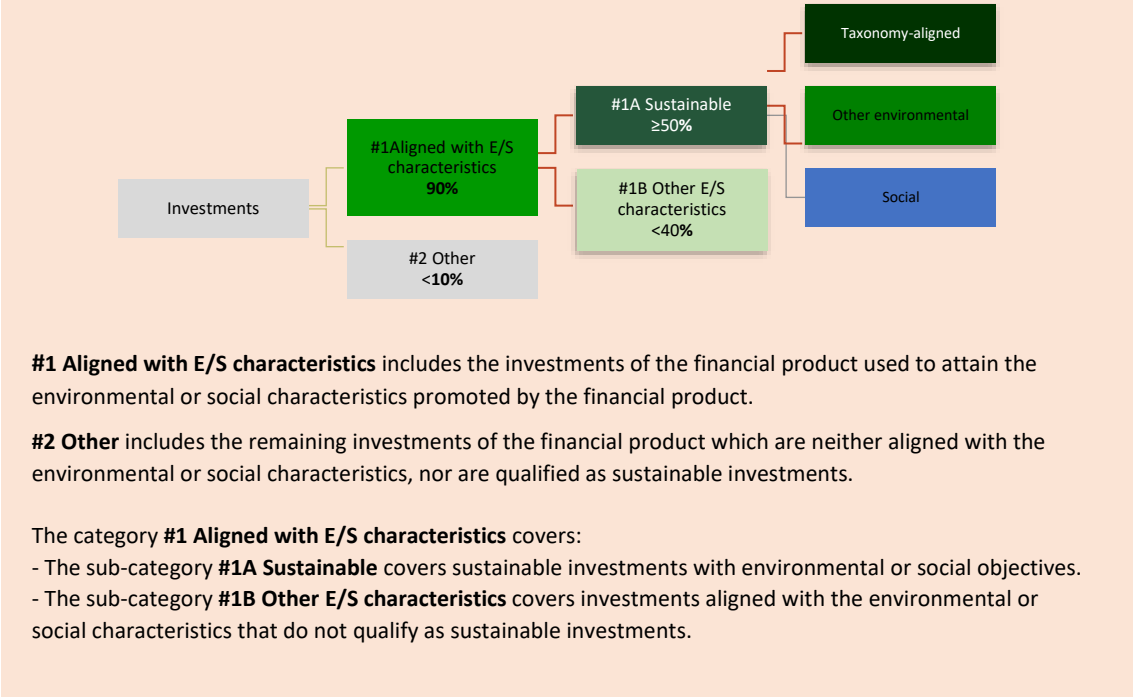 Taxonomy-aligned
#1A Sustainable
≥50%
Other environmental
#1Aligned with E/S
characteristics
90%
#1B Other E/S
characteristics
<40%
Social
Investments
#2 Other
<10%
#1 Aligned with E/S characteristics includes the investments of the financial product used to attain the
environmental or social characteristics promoted by the financial product.
#2 Other includes the remaining investments of the financial product which are neither aligned with the
environmental or social characteristics, nor are qualified as sustainable investments.
The category #1 Aligned with E/S characteristics covers:
- The sub-category #1A Sustainable covers sustainable investments with environmental or social objectives.
- The sub-category #1B Other E/S characteristics covers investments aligned with the environmental or
social characteristics that do not qualify as sustainable investments.